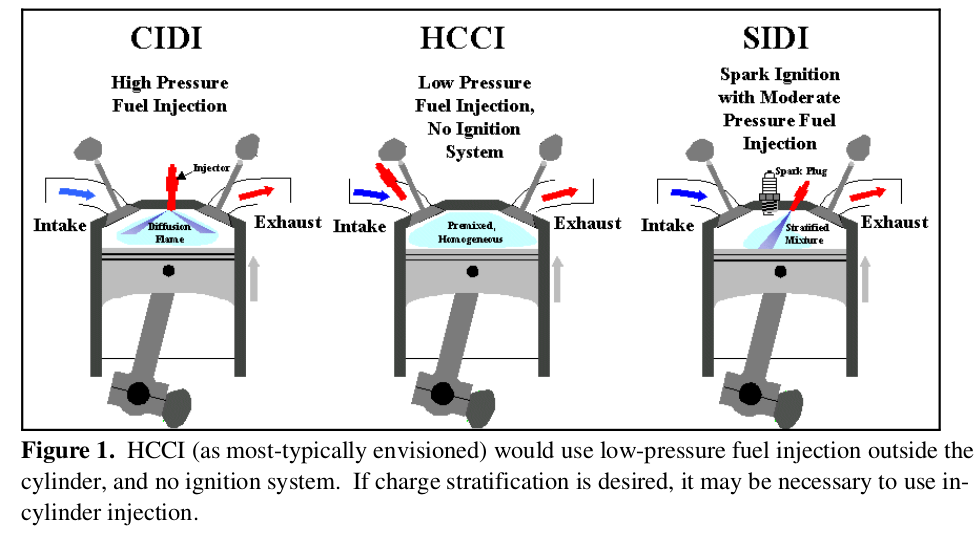 CIDI
High Pressure
Fuel Injection
Injector
Intake
Exhaust
Diffusion
Flame
HCCI
Low Pressure
Fuel Injection,
No Ignition
System
Intake
Exhaust
Premixed,
Homogeneous
SIDI
Spark Ignition
with Moderate
Pressure Fuel
Injection
Spark Plug
Intake
Exhaust
Stratified
Mixture
Figure 1. HCCI (as most-typically envisioned) would use low-pressure fuel injection outside the
cylinder, and no ignition system. If charge stratification is desired, it may be necessary to use in-
cylinder injection.